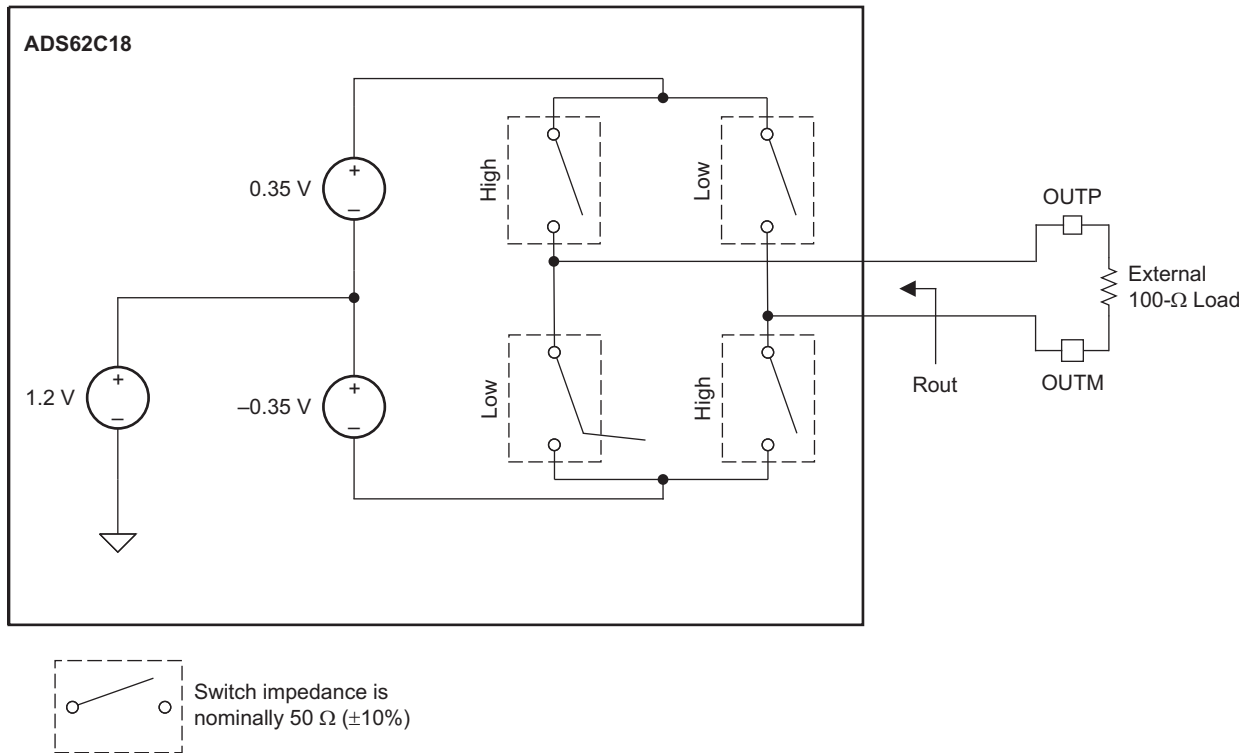 ADS62C18
0.35 V
+
–
High
Low
OUTP
External
100-Ω Load
1.2 V
+
–
–0.35 V
+
–
Low
High
Rout
OUTM
Switch impedance is
nominally 50 Ω (±10%)